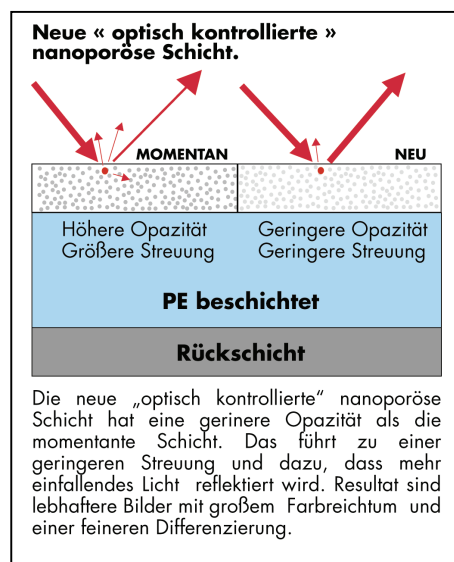 Neue « optisch kontrollierte »
nanoporöse Schicht.
MOMENTAN
NEU
Höhere Opazität
Größere Streuung
Geringere Opazität
Geringere Streuung
PE beschichtet
Rückschicht
Die neue „optisch kontrollierte“ nanoporöse
Schicht hat eine gerinere Opazität als die
momentante Schicht. Das führt zu einer
geringeren Streuung und dazu, dass mehr
einfallendes Licht reflektiert wird. Resultat sind
lebhaftere Bilder mit großem Farbreichtum und
einer feineren Differenzierung.